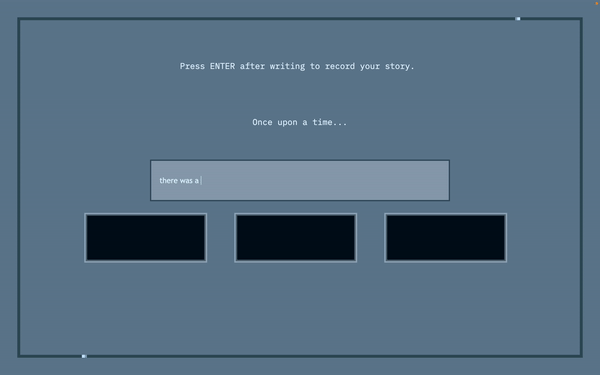 Press ENTER after writing to record your story.
Once upon a time...
there was a